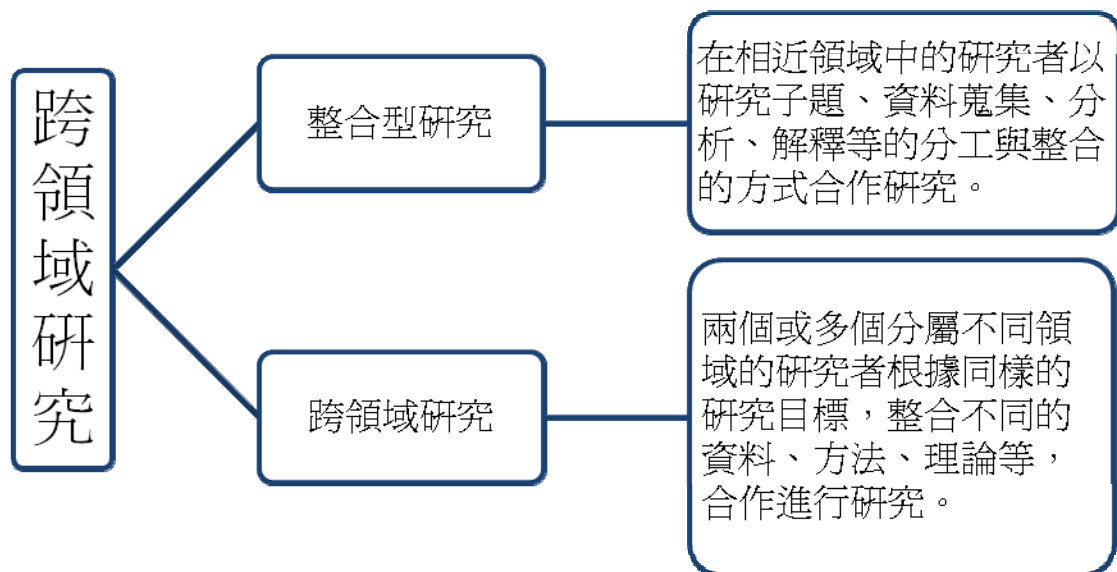 跨領域研究
整合型研究
在相近領域中的研究者以
研究子題、資料蒐集、分
析、解釋等的分工與整合
的方式合作研究。
跨領域研究
兩個或多個分屬不同領
域的研究者根據同樣的
研究目標，整合不同的
資料、方法、理論等，
合作進行研究。